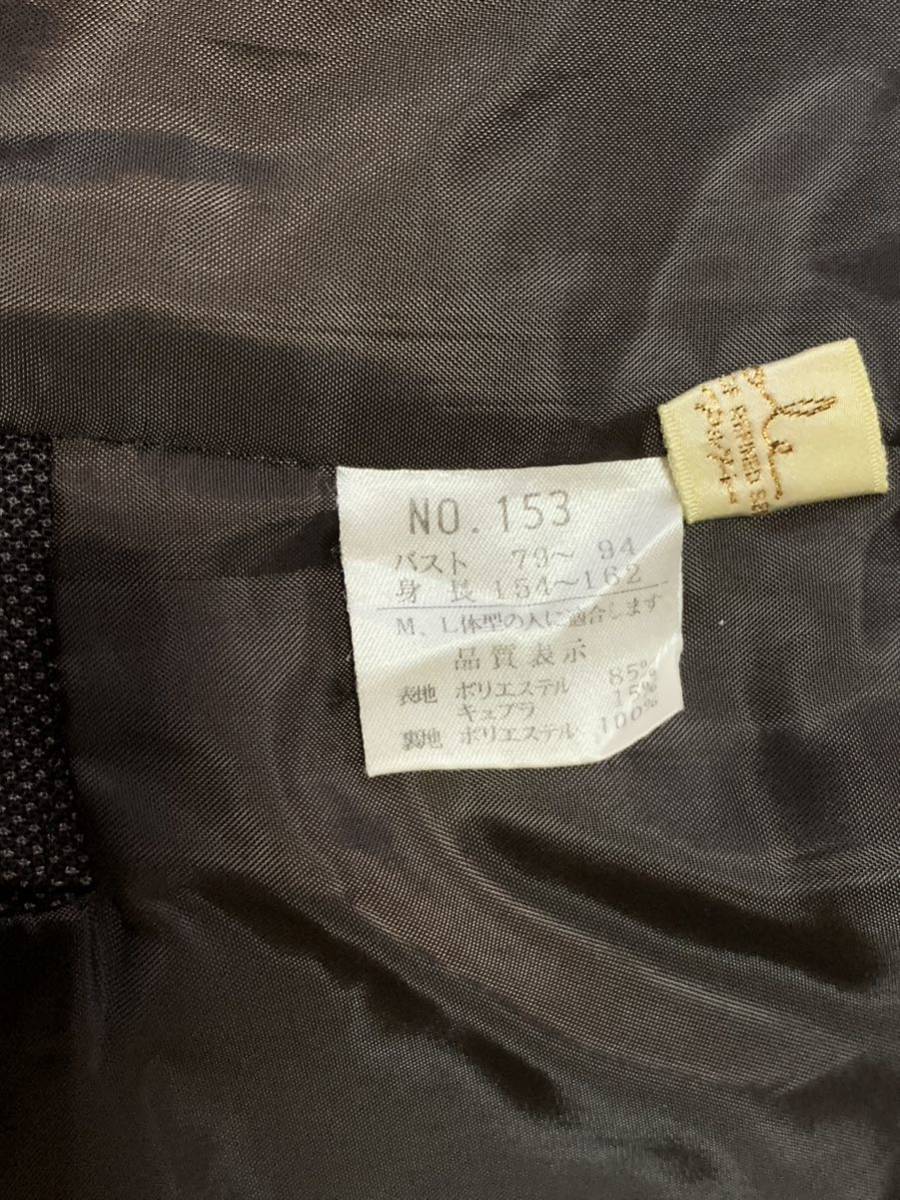 NO.153
バスト 79～ 94
身 長 154～162
M、L体型の人に適合します
品質表示
表地 ポリエステル 85%
キュプラ 15%
裏地 ポリエステル 100%
REFINED